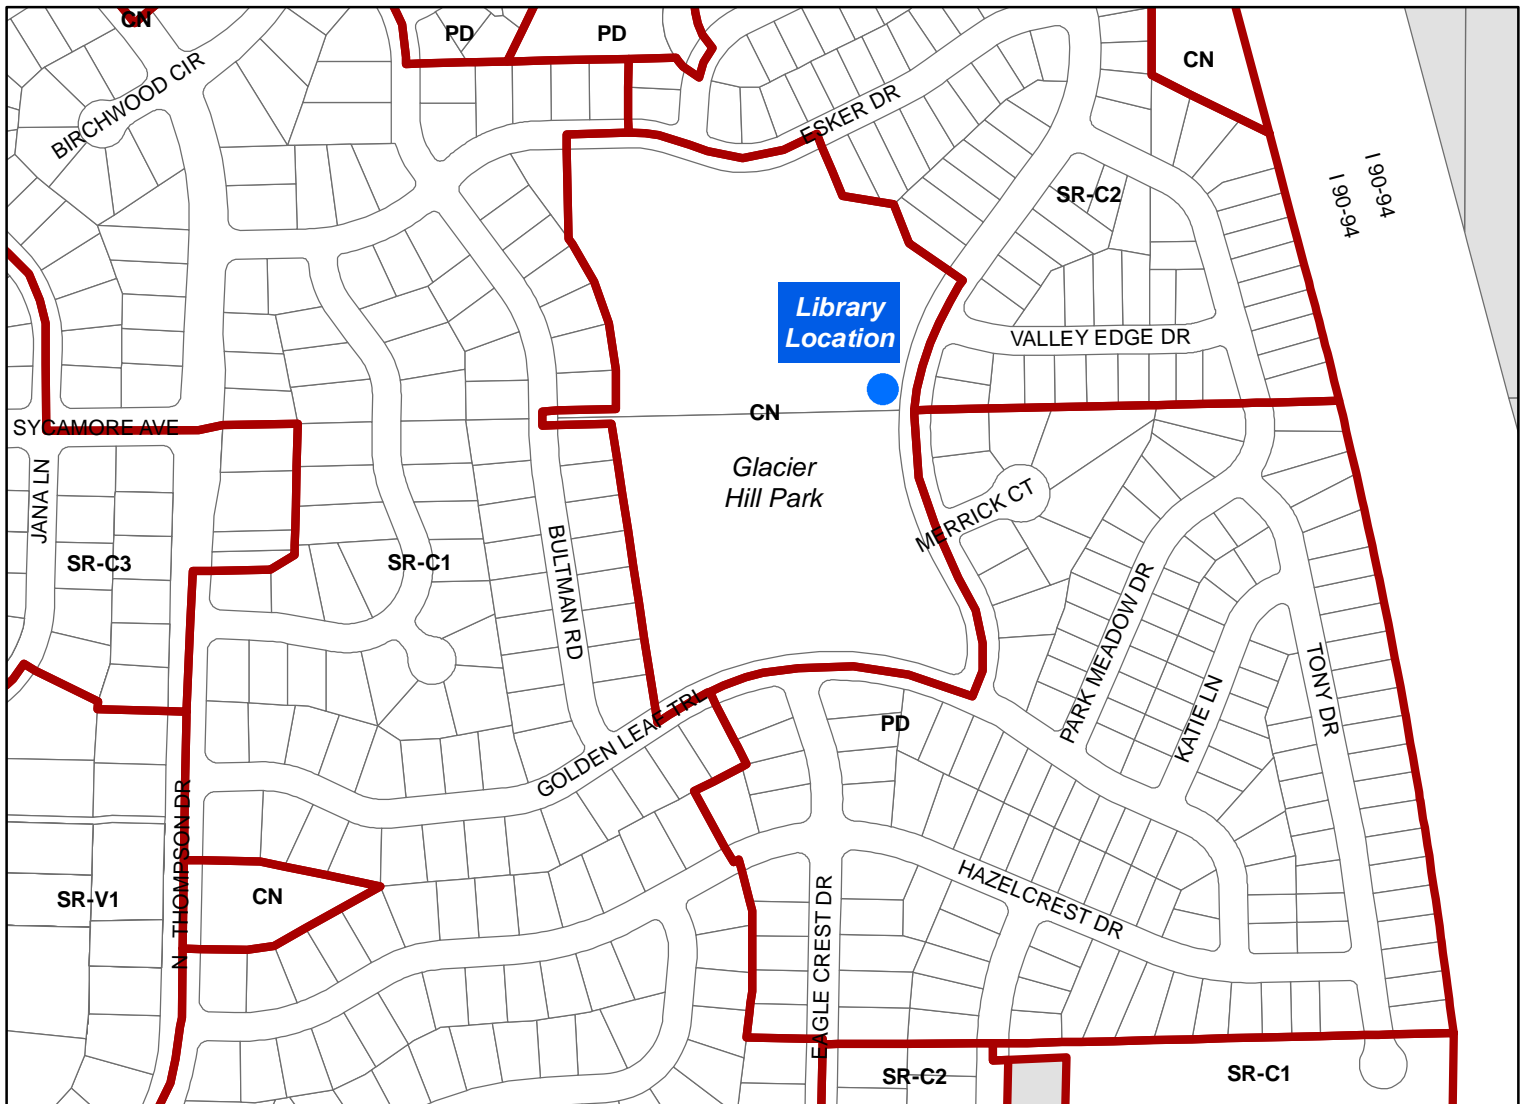 CN
PD
PD
CN
BIRCHWOOD CIR
ESKER DR
I 90-94
I 90-94
SR-C2
Library
Location
VALLEY EDGE DR
CN
SYCAMORE AVE
Glacier
Hill Park
JANA LN
MERRICK CT
SR-C3
SR-C1
BULTMAN RD
PARK MEADOW DR
KATIE LN
TONY DR
GOLDEN LEAF TRL
PD
N THOMPSON DR
SR-V1
CN
HAZELCREST DR
EAGLE CREST DR
SR-C2
SR-C1